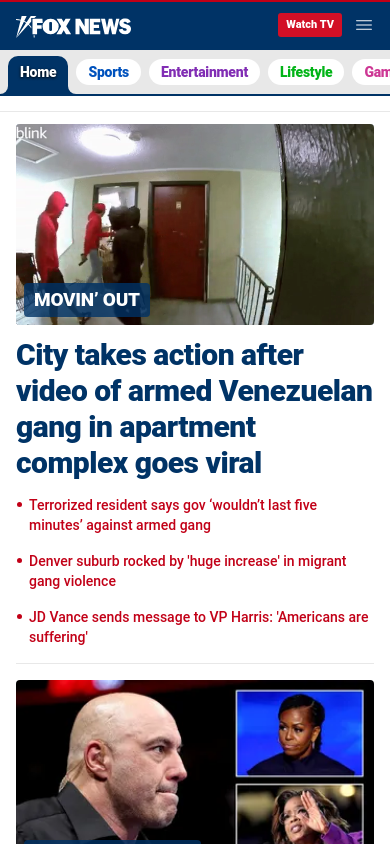 FOX NEWS
Watch TV
Home
Sports
Entertainment
Lifestyle
Gam
blink
MOVIN' OUT
City takes action after
video of armed Venezuelan
gang in apartment
complex goes viral
• Terrorized resident says gov ‘wouldn’t last five
minutes’ against armed gang
• Denver suburb rocked by 'huge increase' in migrant
gang violence
• JD Vance sends message to VP Harris: 'Americans are
suffering'